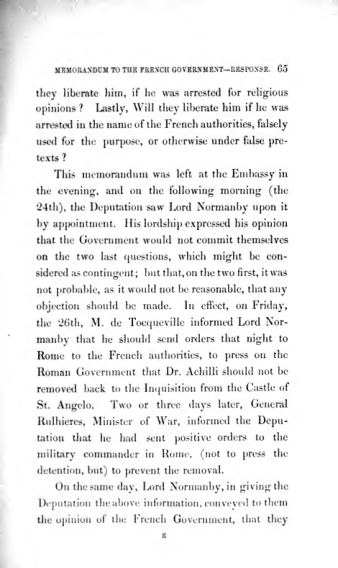 MEMORANDUM TO THE FRENCH GOVERNMENT—RESPONSE. 65
they liberate him, if he was arrested for religious
opinions ? Lastly, Will they liberate him if he was
arrested in the name of the French authorities, falsely
used for the purpose, or otherwise under false pre-
texts ?
This memorandum was left at the Embassy in
the evening, and on the following morning (the
24th), the Deputation saw Lord Normanby upon it
by appointment. His lordship expressed his opinion
that the Government would not commit themselves
on the two last questions, which might be con-
sidered as contingent; but that, on the two first, it was
not probable, as it would not be reasonable, that any
objection should be made. In effect, on Friday,
the 26th, M. de Tocqueville informed Lord Nor-
manby that he should send orders that night to
Rome to the French authorities, to press on the
Roman Government that Dr. Achilli should not be
removed back to the Inquisition from the Castle of
St. Angelo. Two or three days later, General
Rulhieres, Minister of War, informed the Depu-
tation that he had sent positive orders to the
military commander in Rome, (not to press the
detention, but) to prevent the removal.
On the same day, Lord Normanby, in giving the
Deputation the above information, conveyed to them
the opinion of the French Government, that they
E